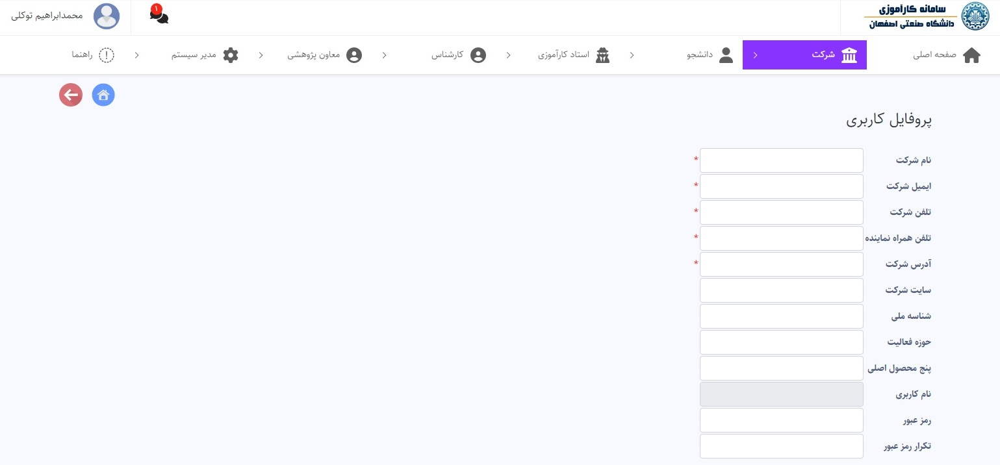 سامانه کارآموزی
دانشگاه صنعتی اصفهان
۱
محمدابراهیم توکلی
صفحه اصلی
شرکت
دانشجو
استاد کارآموزی
کارشناس
معاون پژوهشی
مدیر سیستم
راهنما
پروفایل کاربری
نام شرکت *
ایمیل شرکت *
تلفن شرکت *
تلفن همراه نماینده *
آدرس شرکت *
سایت شرکت
شناسه ملی
حوزه فعالیت
پنج محصول اصلی
نام کاربری
رمز عبور
تکرار رمز عبور